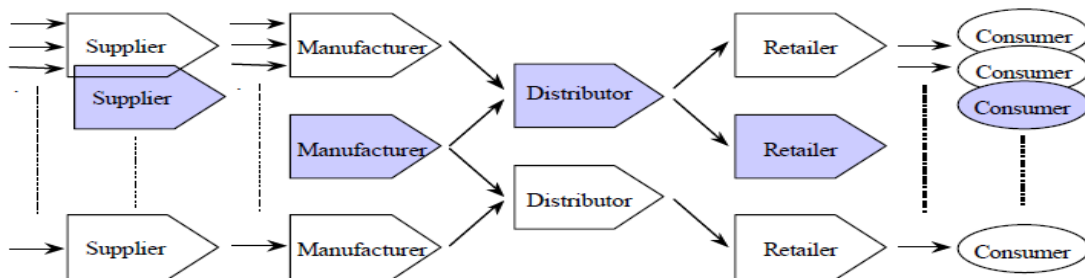 Supplier
Supplier
Supplier
Manufacturer
Manufacturer
Manufacturer
Distributor
Distributor
Retailer
Retailer
Retailer
Consumer
Consumer
Consumer
Consumer